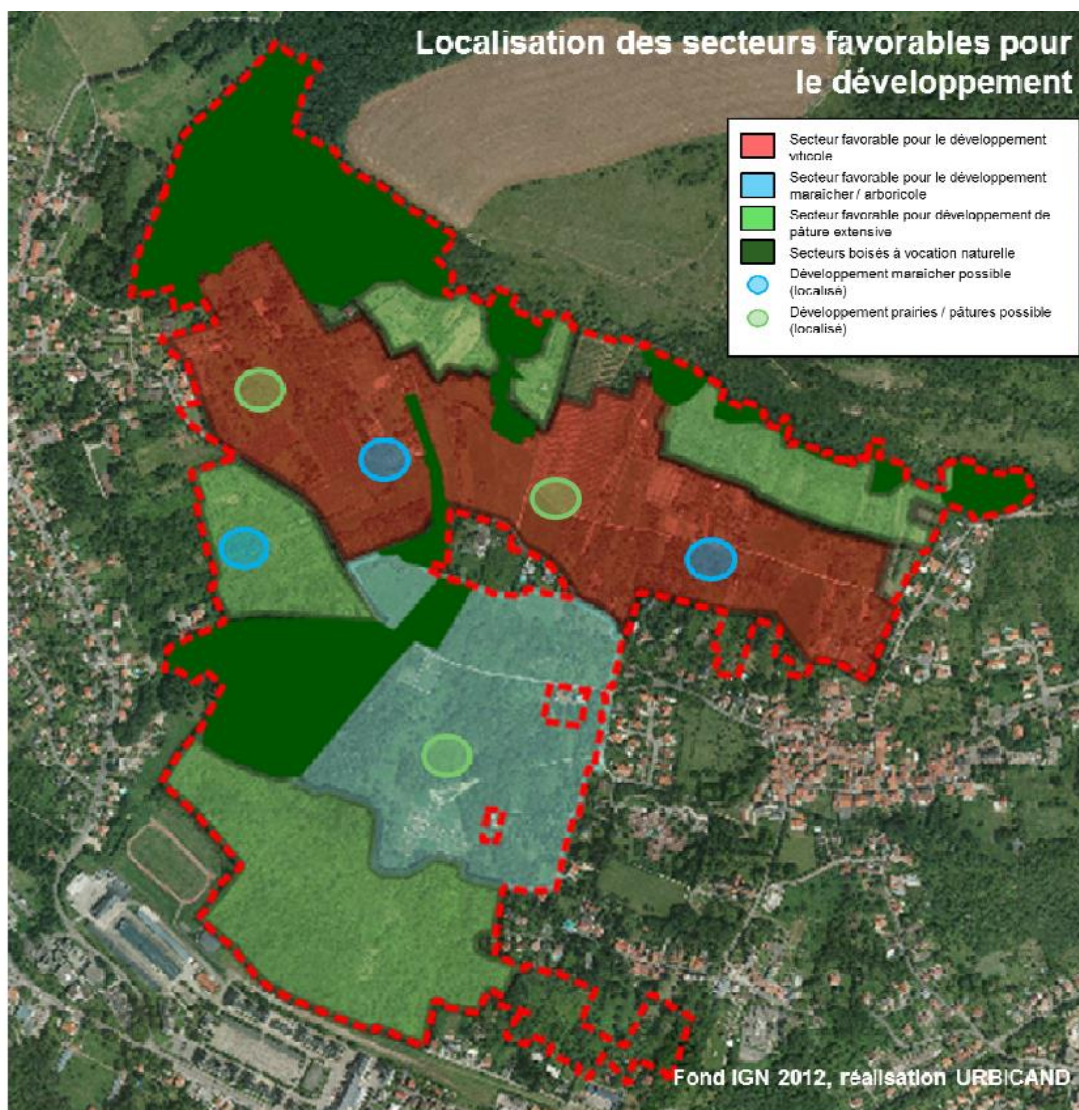 Localisation des secteurs favorables pour
le développement
Secteur favorable pour le développement
viticole
Secteur favorable pour le développement
maraîcher / arboricole
Secteur favorable pour développement de
pâture extensive
Secteurs boisés à vocation naturelle
Développement maraîcher possible
(localisé)
Développement prairies / pâtures possible
(localisé)
Fond IGN 2012, réalisation URBICAND